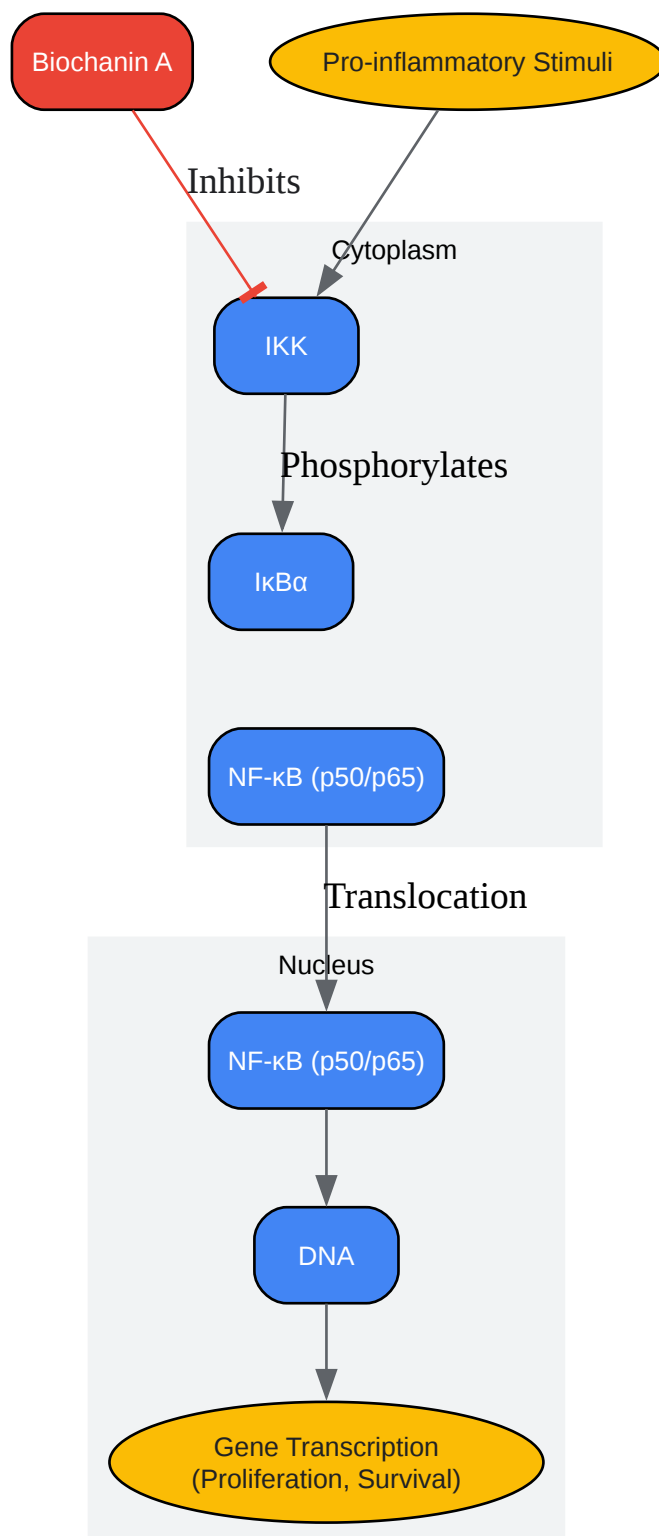 Biochanin A
Pro-inflammatory Stimuli
Inhibits
Cytoplasm
IKK
Phosphorylates
IκBα
NF-κB (p50/p65)
Translocation
Nucleus
NF-κB (p50/p65)
DNA
Gene Transcription
(Proliferation, Survival)